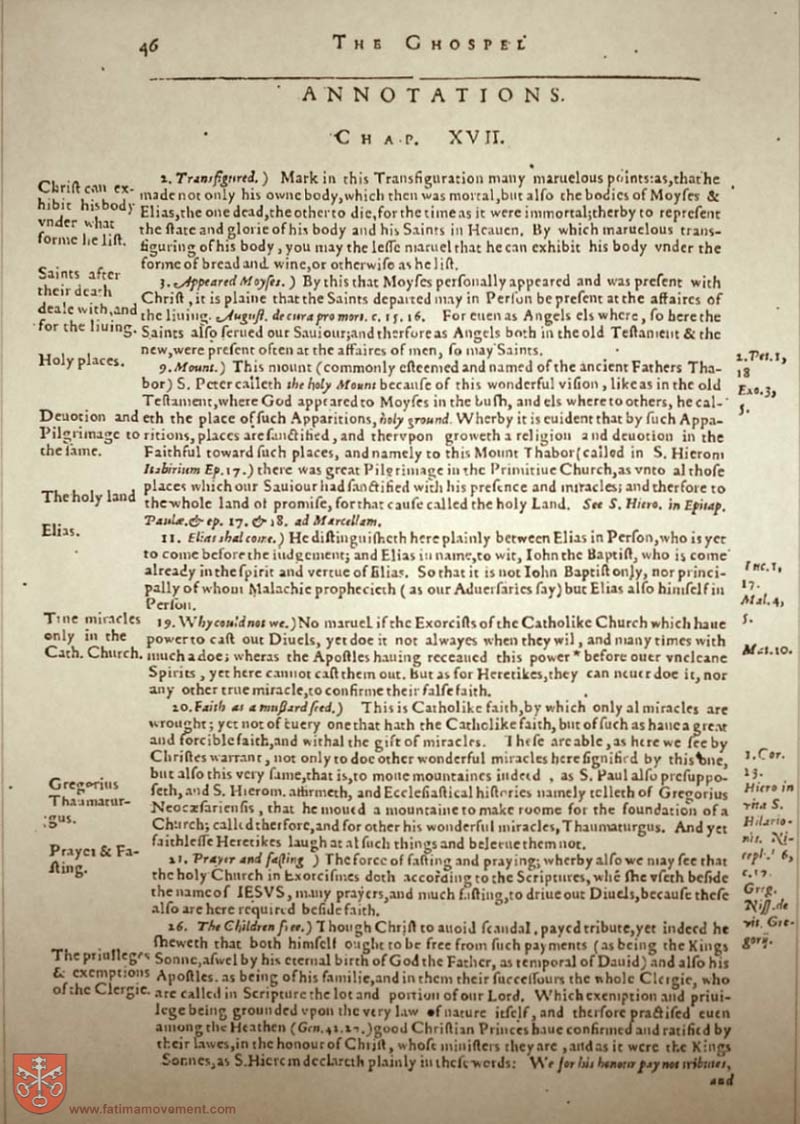 46
THE GHOSPEL
ANNOTATIONS.
CHAP. XVII.
Chriſt can ex-
hibit his body
vnder what
forme he liſt.
2. Transfigured.) Mark in this Transfiguration many maruelous points: as, that he
made not only his owne body, which then was mortal, but alſo the bodies of Moyſes &
Elias, the one dead, the other to die, for the time as it were immortal; therby to repreſent
the ſtate and glorie of his body and his Saints in Heauen. By which maruelous trans-
figuring of his body, you may the leſſe maruel that he can exhibit his body vnder the
forme of bread and wine, or otherwiſe as he liſt.
Saints after
their death
deale with, and
for the liuing.
3. Appeared Moyſes.) By this that Moyſes perſonally appeared and was preſent with
Chriſt, it is plaine that the Saints departed may in Perſon be preſent at the affaires of
the liuing. Auguſt. de cura pro mort. c. 15. 16. For euen as Angels els where, ſo here the
Saints alſo ſerued our Sauiour; and therfore as Angels both in the old Teſtament & the
new, were preſent often at the affaires of men, ſo may Saints.
Holy places.
9. Mount.) This mount (commonly eſteemed and named of the ancient Fathers Tha-
bor) S. Peter calleth the holy Mount becauſe of this wonderful viſion, like as in the old
Teſtament, where God appeared to Moyſes in the buſh, and els where to others, he cal-
eth the place of ſuch Apparitions, holy ground. Wherby it is euident that by ſuch Appa-
ritions, places are ſanctified, and thervpon groweth a religion and deuotion in the
Faithful toward ſuch places, and namely to this Mount Thabor (called in S. Hierom
Itabirium Ep. 17.) there was great Pilgrimage in the Primitiue Church, as vnto al thoſe
places which our Sauiour had ſanctified with his preſence and miracles; and therfore to
the whole land of promiſe, for that cauſe called the holy Land. See S. Hiero. in Epitap.
Paulæ. & ep. 17. & 18. ad Marcellam.
1. Pet. 1,
18
Exo. 3,
5.
Deuotion and
Pilgrimage to
the ſame.
The holy land
Elias.
11. Elias ſhal come.) He diſtinguiſheth here plainly between Elias in Perſon, who is yet
to come before the iudgement; and Elias in name, to wit, Iohn the Baptiſt, who is come
already in the ſpirit and vertue of Elias. So that it is not Iohn Baptiſt only, nor princi-
pally of whom Malachie prophecieth (as our Aduerſaries ſay) but Elias alſo himſelf in
Perſon.
Luc. 1,
17.
Mal. 4,
5.
True miracles
only in the
Cath. Church.
19. Why could not we.) No maruel if the Exorciſts of the Catholike Church which haue
power to caſt out Diuels, yet doe it not alwayes when they wil, and many times with
much adoe; wheras the Apoſtles hauing receaued this power * before ouer vncleane
Spirits, yet here cannot caſt them out. But as for Heretikes, they can neuer doe it, nor
any other true miracle, to confirme their falſe faith.
Mat. 10.
20. Faith as a muſtard ſeed.) This is Catholike faith, by which only al miracles are
wrought; yet not of euery one that hath the Catholike faith, but of ſuch as haue a great
and forcible faith, and withal the gift of miracles. Theſe are able, as here we ſee by
Chriſtes warrant, not only to doe other wonderful miracles here ſignified by this one,
but alſo this very ſame, that is, to moue mountaines indeed, as S. Paul alſo preſuppo-
ſeth, and S. Hierom. affirmeth, and Eccleſiaſtical hiſtories namely telleth of Gregorius
Neocæſarienſis, that he moued a mountaine to make roome for the foundation of a
Church; called therfore, and for other his wonderful miracles, Thaumaturgus. And yet
faithleſſe Heretikes laugh at al ſuch things and beleeue them not.
Gregorius
Thaumatur-
gus.
1. Cor.
13.
Hiero in
vita S.
Hilario-
nis. Ni-
ceph. l 6,
c. 17.
Greg.
Niſſ. de
vit. Gre-
gorij.
Prayer & Fa-
ſting.
21. Prayer and faſting) The force of faſting and praying; wherby alſo we may ſee that
the holy Church in Exorciſmes doth according to the Scriptures, whẽ ſhe vſeth beſide
the name of IESVS, many prayers, and much faſting, to driue out Diuels, becauſe theſe
alſo are here required beſide faith.
26. The Children free.) Though Chriſt to auoid ſcandal, payed tribute, yet indeed he
ſheweth that both himſelf ought to be free from ſuch payments (as being the Kings
Sonne, aſwel by his eternal birth of God the Father, as temporal of Dauid) and alſo his
Apoſtles. as being of his familie, and in them their ſucceſſours the whole Clergie, who
are called in Scripture the lot and portion of our Lord. Which exemption and priui-
lege being grounded vpon the very law of nature itſelf, and therfore practiſed euen
among the Heathen (Gen. 42. 27.) good Chriſtian Princes haue confirmed and ratified by
their lawes, in the honour of Chriſt, whoſe miniſters they are, and as it were the Kings
Sonnes, as S. Hierom declareth plainly in theſe words: We for his honour pay not tributes,
and
The priuileges
& exemptions
of the Clergie.
www.fatimamovement.com